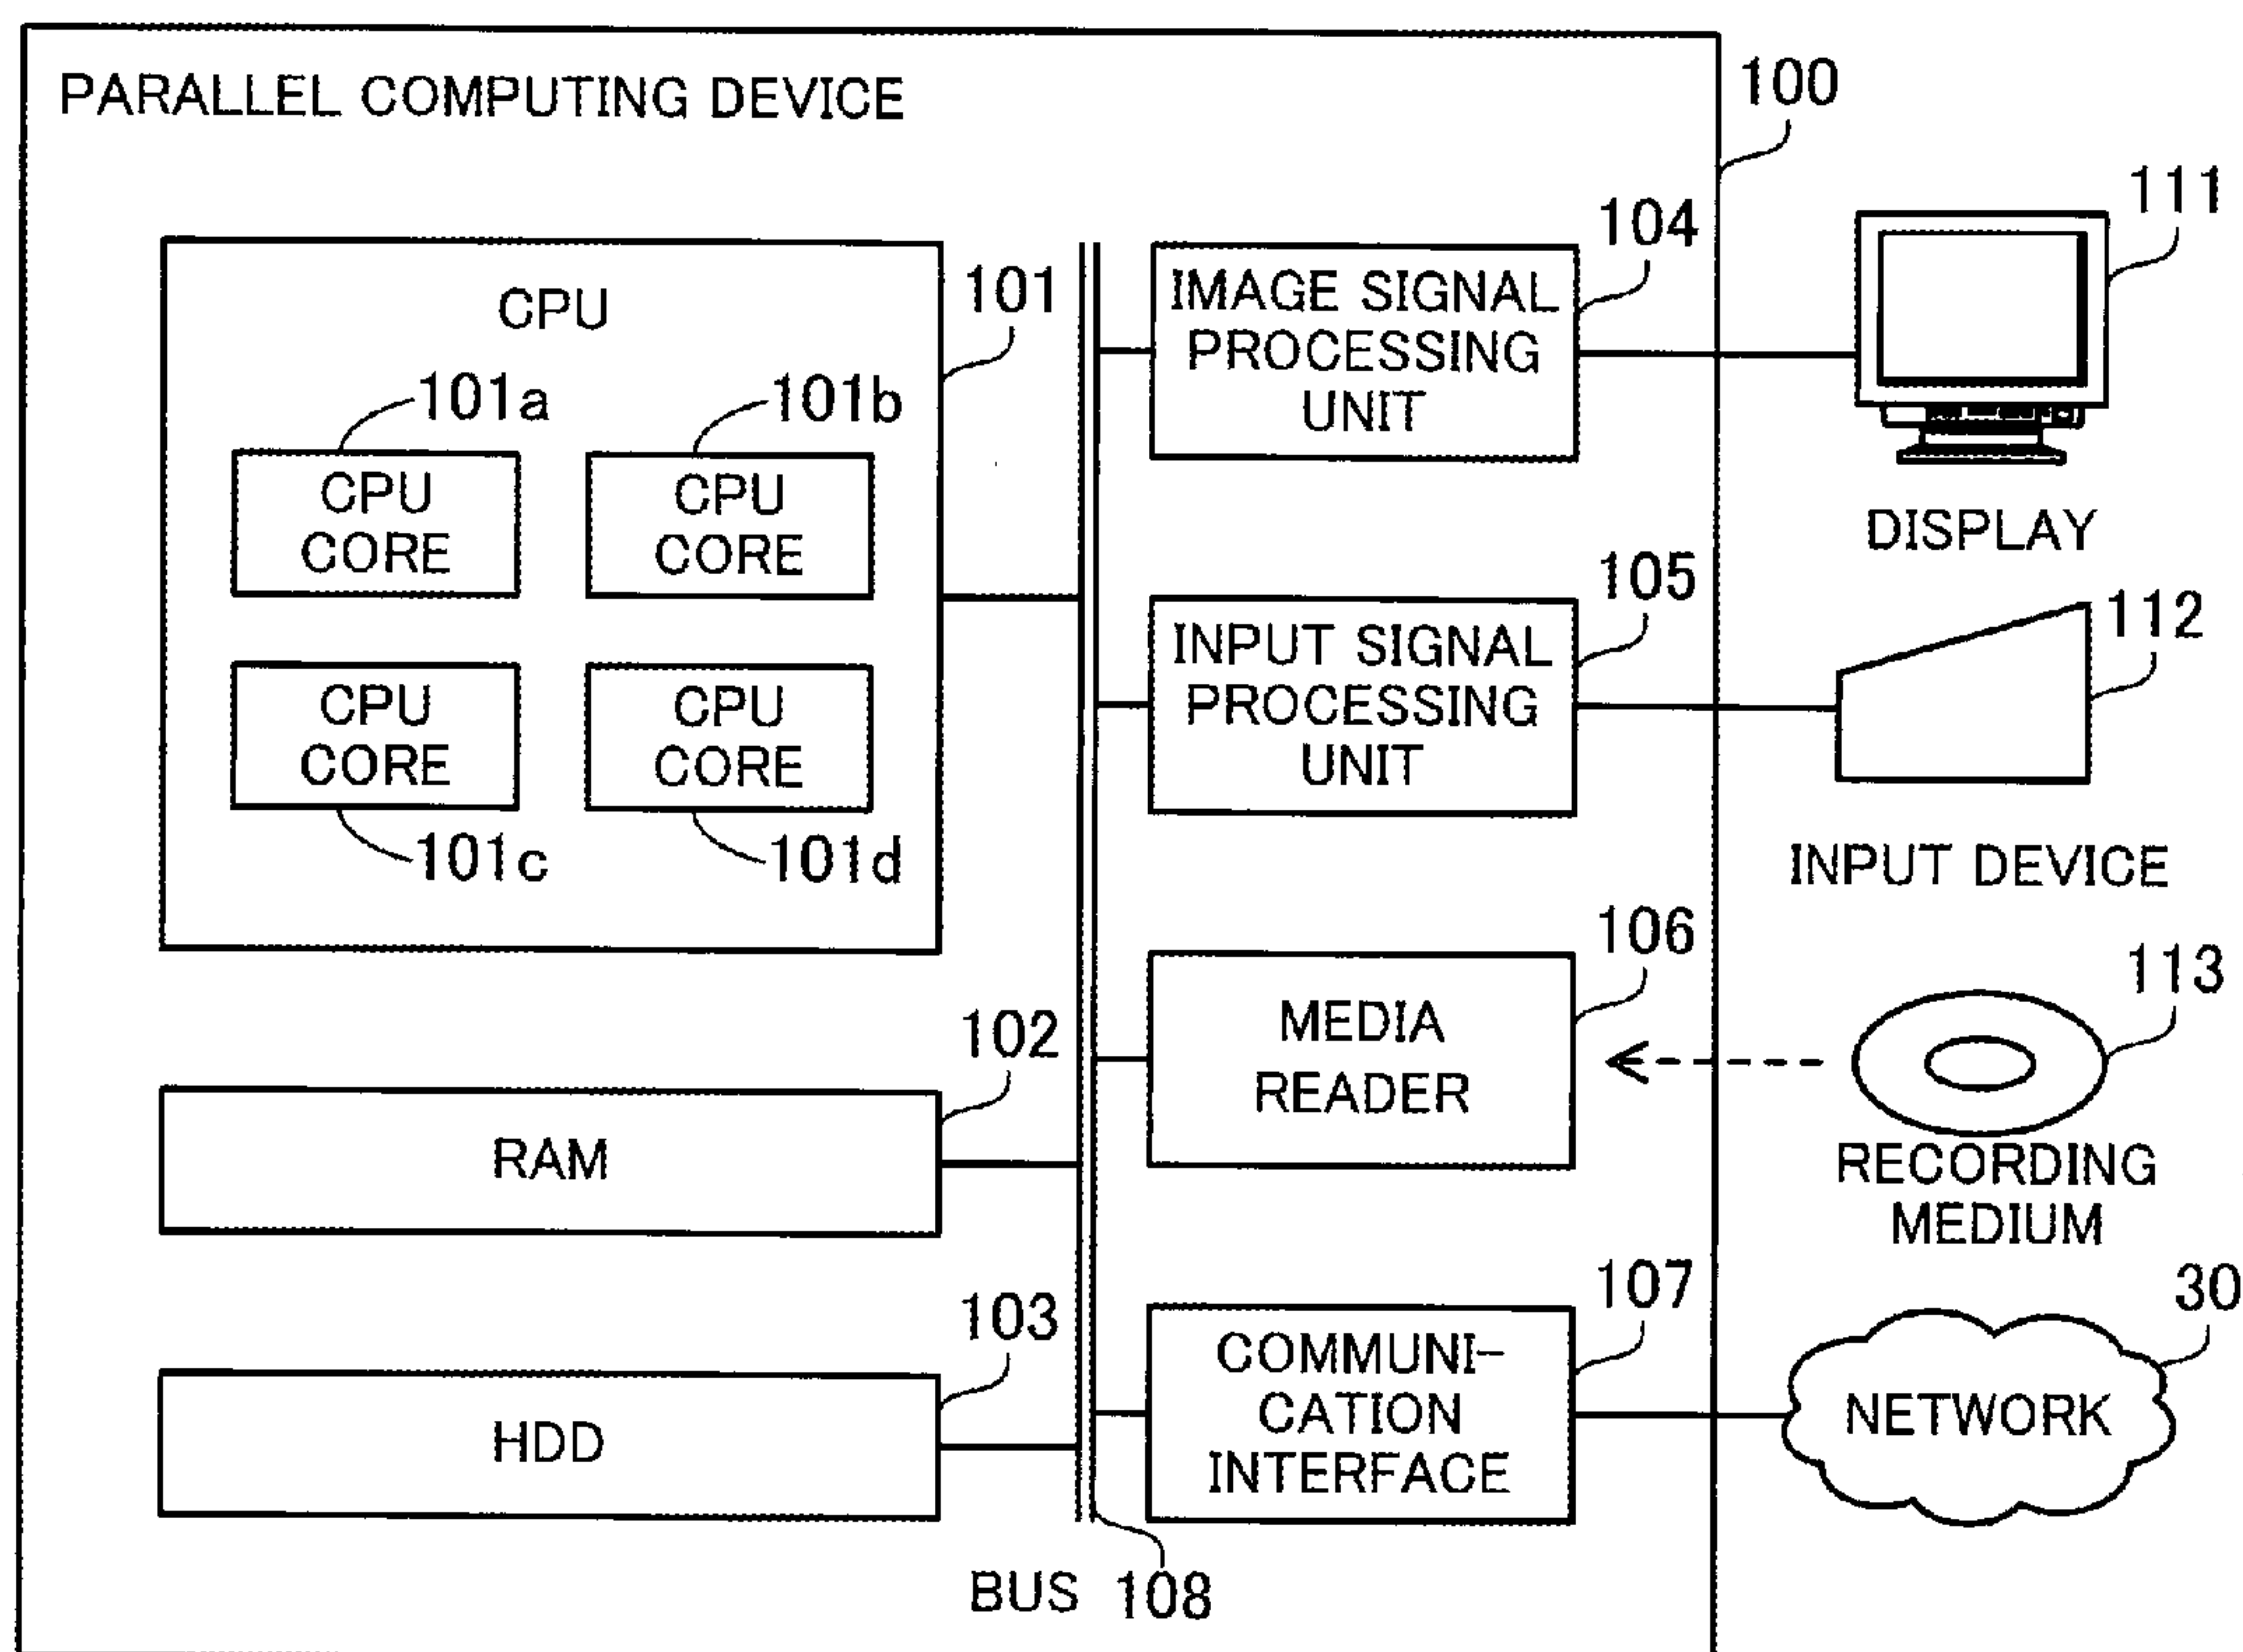 PARALLEL COMPUTING DEVICE
100
CPU
101
101a
101b
CPU
CORE
CPU
CORE
CPU
CORE
CPU
CORE
101c
101d
RAM
102
HDD
103
BUS 108
IMAGE SIGNAL
PROCESSING
UNIT
104
INPUT SIGNAL
PROCESSING
UNIT
105
MEDIA
READER
106
COMMUNI-
CATION
INTERFACE
107
111
DISPLAY
112
INPUT DEVICE
113
RECORDING
MEDIUM
30
NETWORK